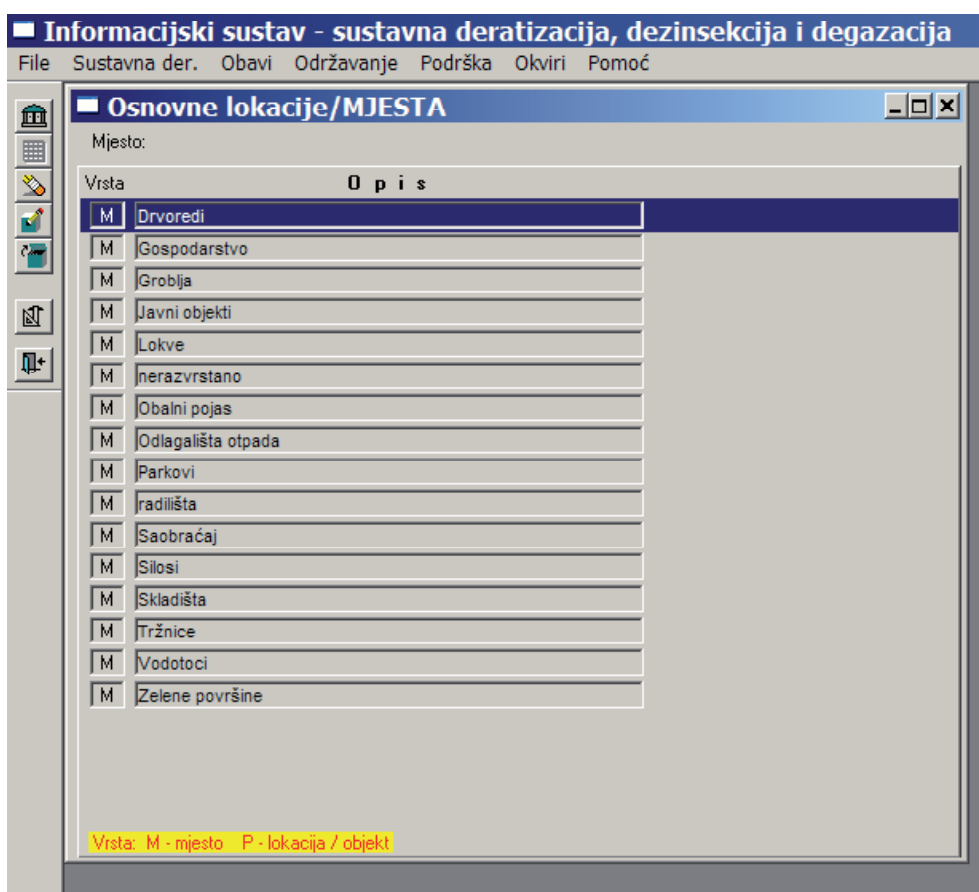 Informacijski sustav - sustavna deratizacija, dezinsekcija i degazacija
File Sustavna der. Obavi Održavanje Podrška Okviri Pomoć
Osnovne lokacije/MJESTA
Mjesto:
Vrsta O p i s
M Drvoredi
M Gospodarstvo
M Groblja
M Javni objekti
M Lokve
M nerazvrstano
M Obalni pojas
M Odlagališta otpada
M Parkovi
M radilišta
M Saobraćaj
M Silosi
M Skladišta
M Tržnice
M Vodotoci
M Zelene površine
Vrsta: M - mjesto P - lokacija / objekt